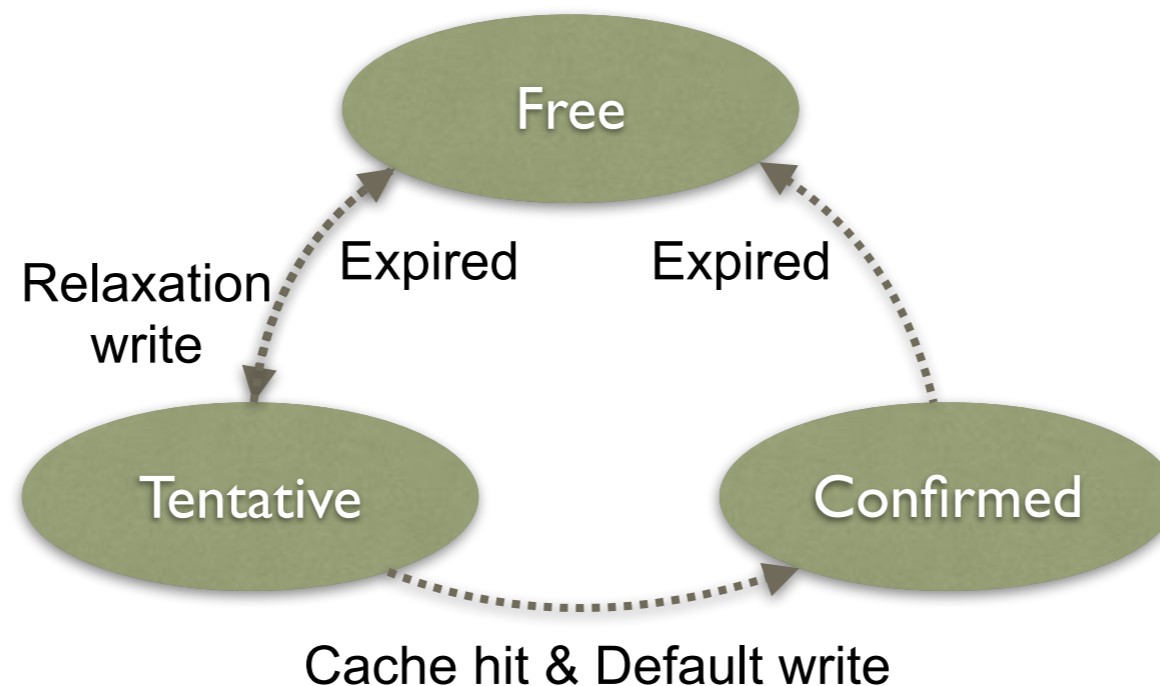 Free
Expired
Expired
Relaxation
write
Tentative
Confirmed
Cache hit & Default write